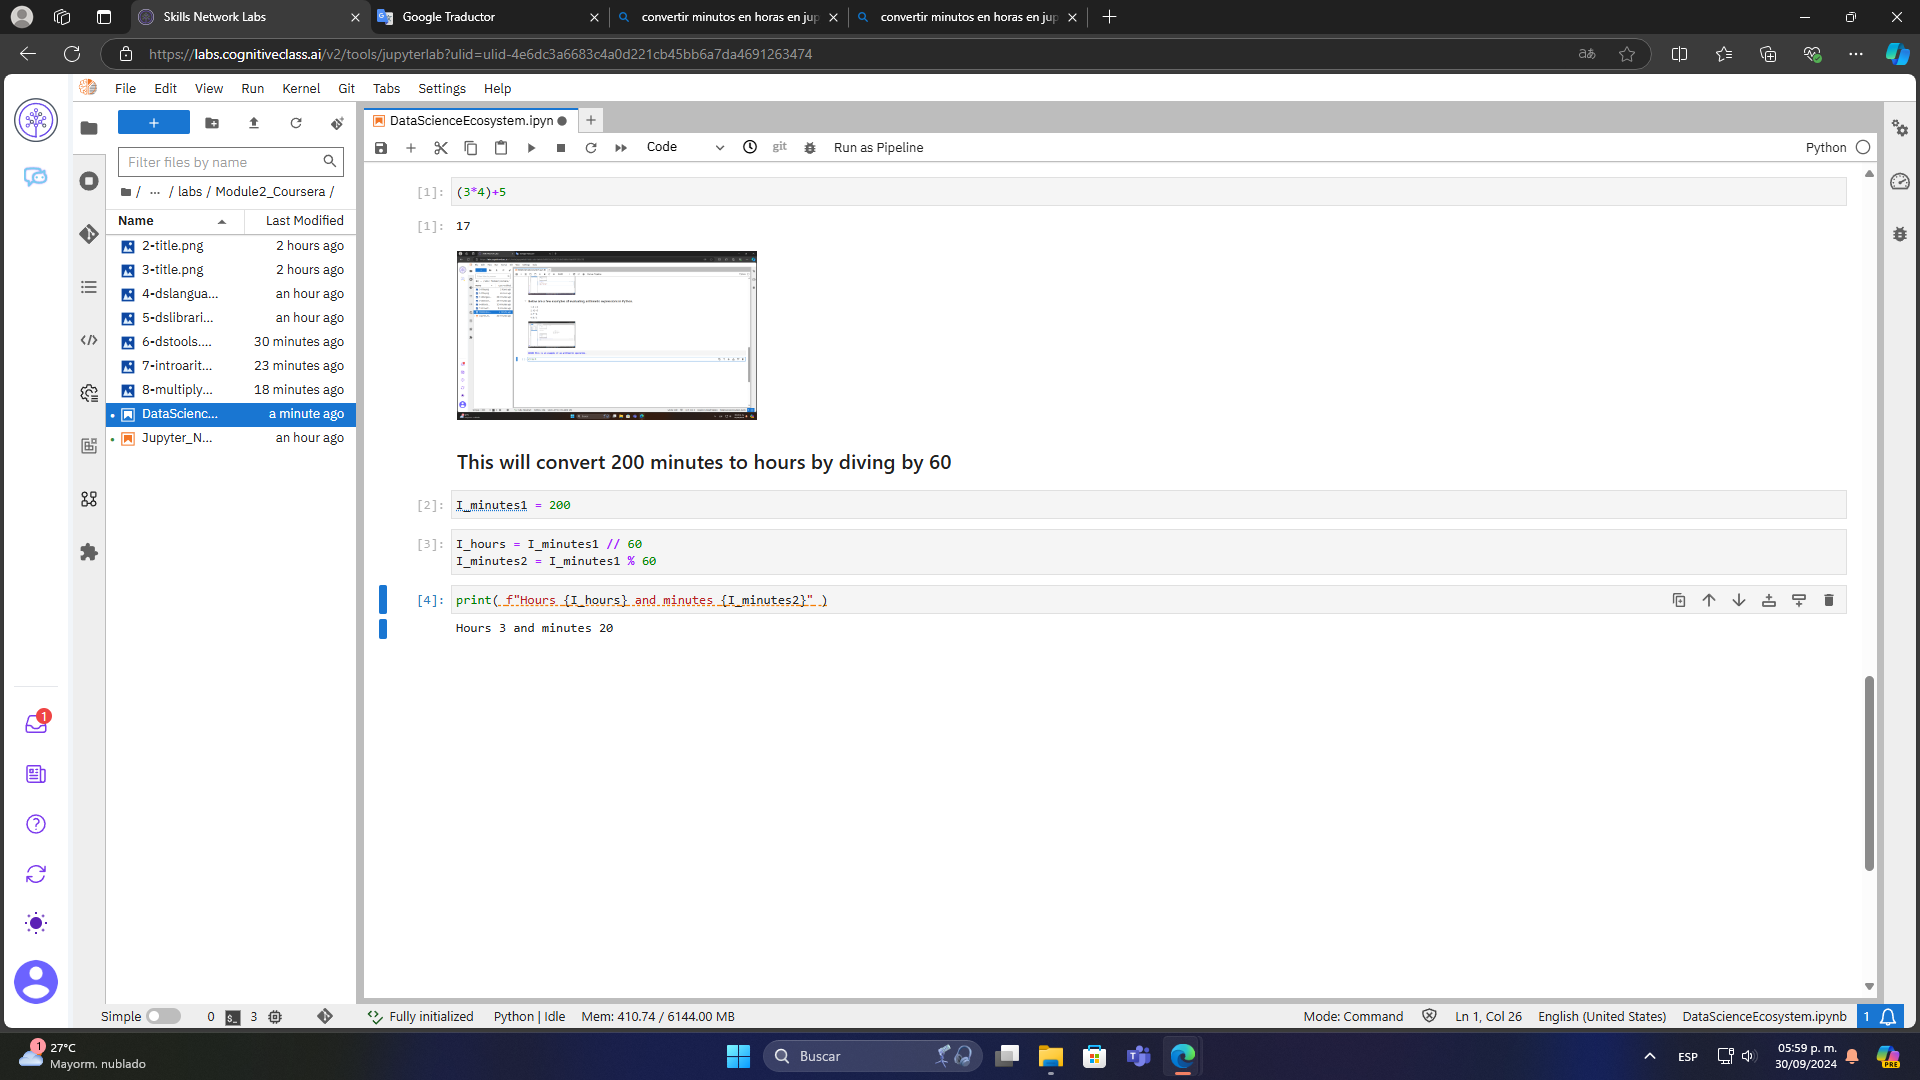 Skills Network Labs
Google Traductor
convertir minutos en horas en jup
convertir minutos en horas en jup
https://labs.cognitiveclass.ai/v2/tools/jupyterlab?ulid=ulid-4e6dc3a6683c4a0d221cb45bb6a7da4691263474
File Edit View Run Kernel Git Tabs Settings Help
DataScienceEcosystem.ipyn
Code
git
Run as Pipeline
Python
Filter files by name
/ ... / labs / Module2_Coursera /
Name Last Modified
2-title.png 2 hours ago
3-title.png 2 hours ago
4-dslangua... an hour ago
5-dslibrari... an hour ago
6-dstools.... 30 minutes ago
7-introarit... 23 minutes ago
8-multiply... 18 minutes ago
DataScienc... a minute ago
Jupyter_N... an hour ago
[1]: (3*4)+5
[1]: 17
This will convert 200 minutes to hours by diving by 60
[2]: I_minutes1 = 200
[3]: I_hours = I_minutes1 // 60
I_minutes2 = I_minutes1 % 60
[4]: print( f"Hours {I_hours} and minutes {I_minutes2}" )
Hours 3 and minutes 20
1
Simple 0 3 Fully initialized Python | Idle Mem: 410.74 / 6144.00 MB
Mode: Command Ln 1, Col 26 English (United States) DataScienceEcosystem.ipynb 1
1
27°C
Mayorm. nublado
Buscar
ESP
05:59 p. m.
30/09/2024
PRE